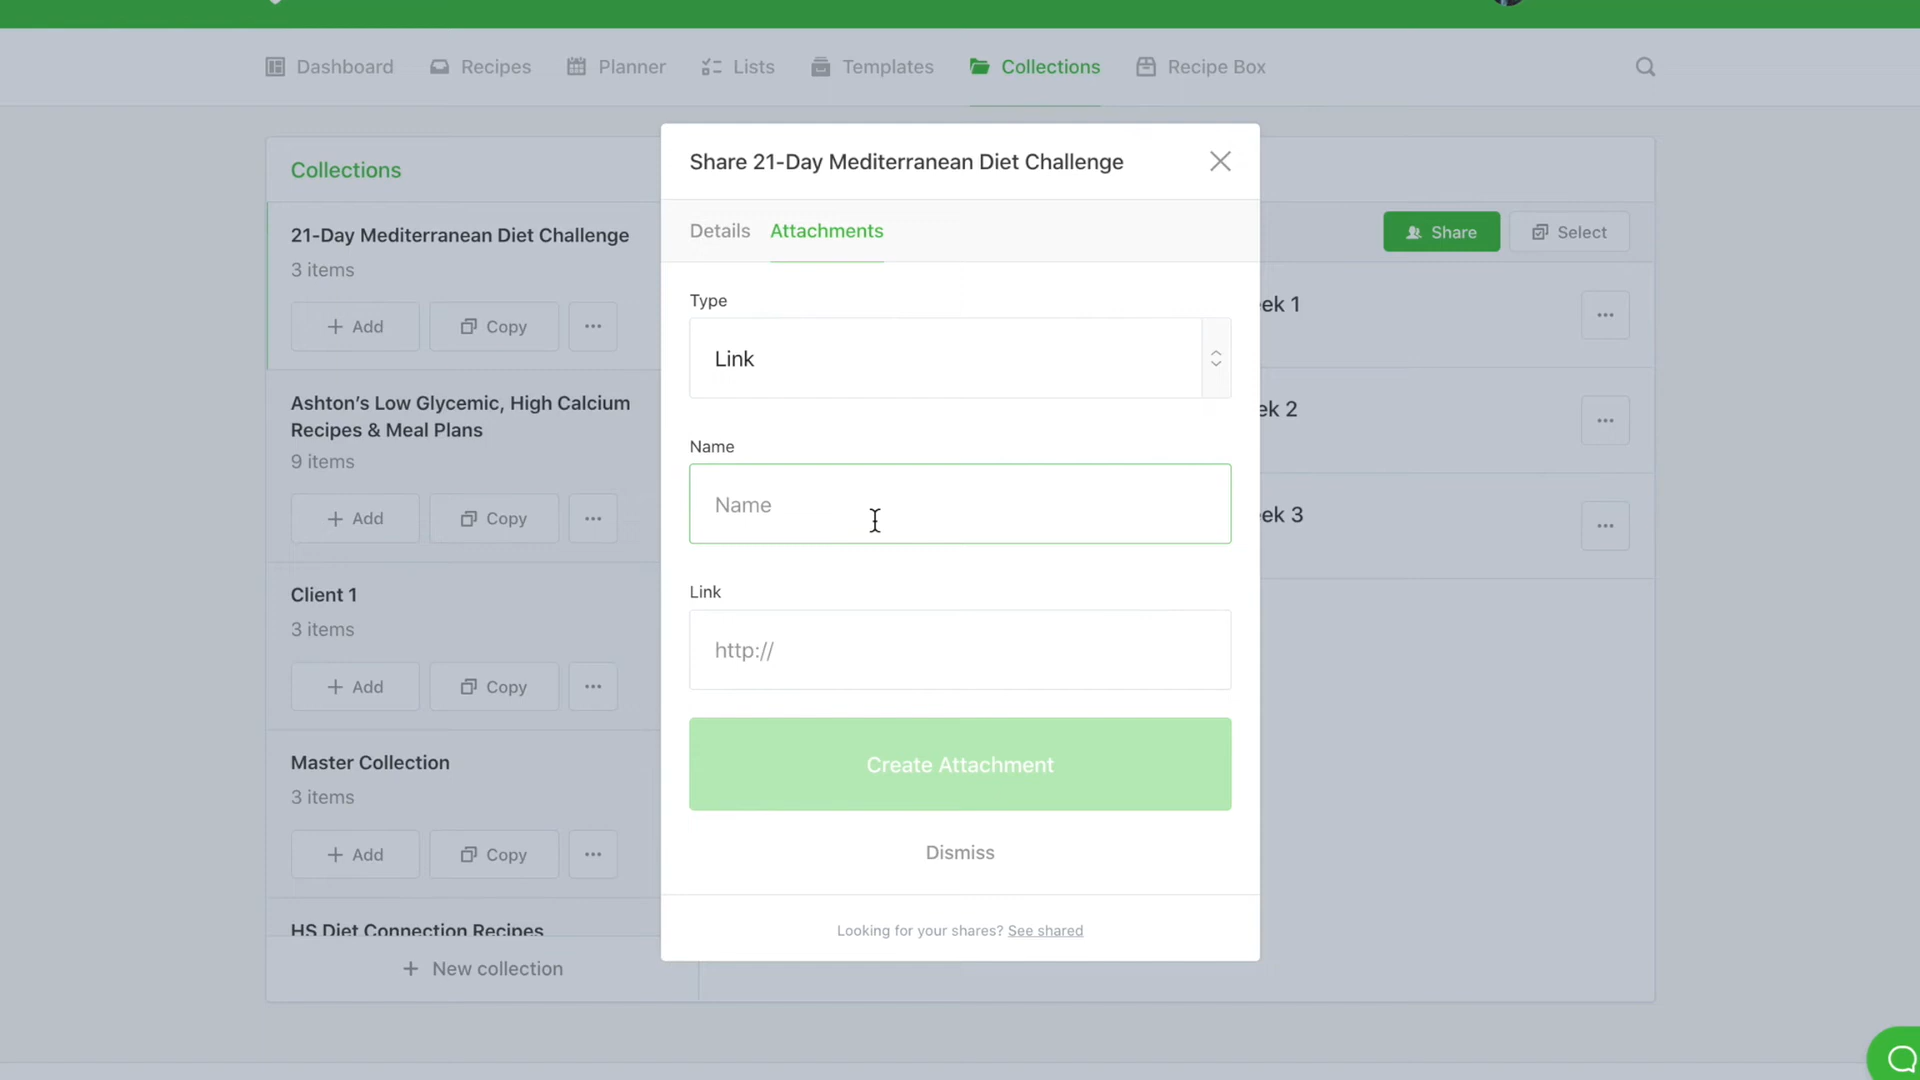 Dashboard
Recipes
Planner
Lists
Templates
Collections
Recipe Box
Collections
21-Day Mediterranean Diet Challenge
3 items
Add
Copy
Ashton’s Low Glycemic, High Calcium
Recipes & Meal Plans
9 items
Add
Copy
Client 1
3 items
Add
Copy
Master Collection
3 items
Add
Copy
HS Diet Connection Recipes
+ New collection
Share 21-Day Mediterranean Diet Challenge
Details
Attachments
Type
Link
Name
Name
Link
http://
Create Attachment
Dismiss
Looking for your shares? See shared
Share
Select
ek 1
ek 2
ek 3